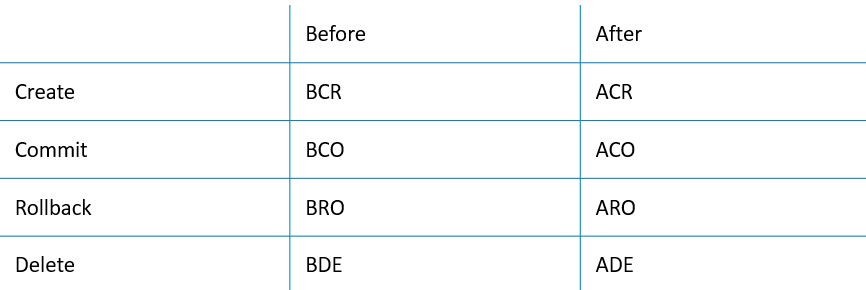 Before After
Create BCR ACR
Commit BCO ACO
Rollback BRO ARO
Delete BDE ADE